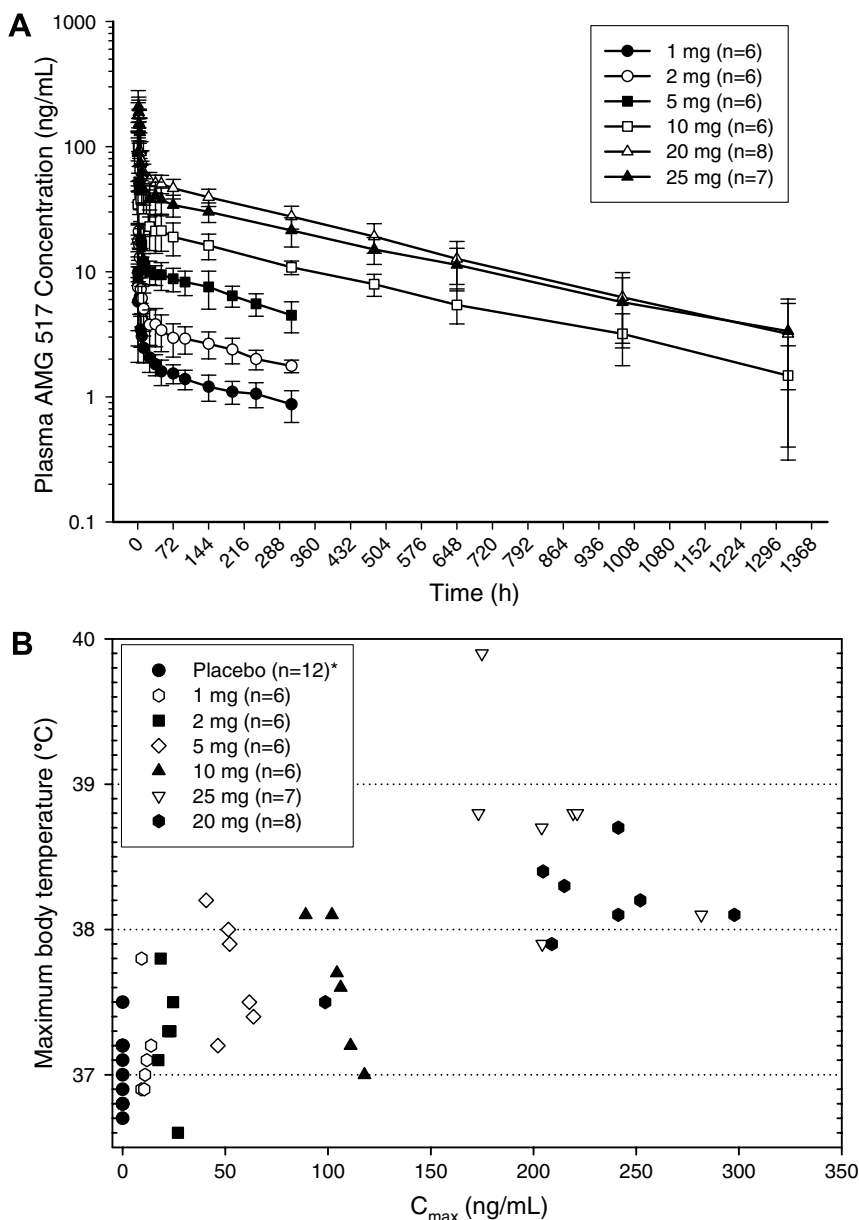 A
1000
100
10
1
0.1
Plasma AMG 517 Concentration (ng/mL)
1 mg (n=6)
2 mg (n=6)
5 mg (n=6)
10 mg (n=6)
20 mg (n=8)
25 mg (n=7)
0 72 144 216 288 360 432 504 576 648 720 792 864 936 1008 1080 1152 1224 1296 1368
Time (h)
B
40
39
38
37
Maximum body temperature (°C)
Placebo (n=12)*
1 mg (n=6)
2 mg (n=6)
5 mg (n=6)
10 mg (n=6)
25 mg (n=7)
20 mg (n=8)
0 50 100 150 200 250 300 350
Cmax (ng/mL)